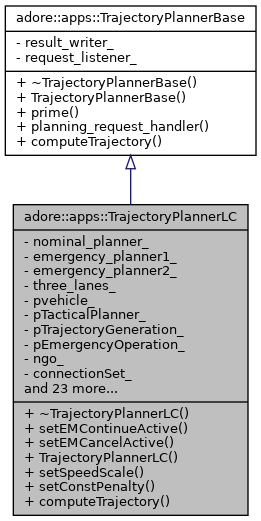 adore::apps::TrajectoryPlannerBase
- result_writer_
- request_listener_
+ ~TrajectoryPlannerBase()
+ TrajectoryPlannerBase()
+ prime()
+ planning_request_handler()
+ computeTrajectory()
adore::apps::TrajectoryPlannerLC
- nominal_planner_
- emergency_planner1_
- emergency_planner2_
- three_lanes_
- pvehicle_
- pTacticalPlanner_
- pTrajectoryGeneration_
- pEmergencyOperation_
- ngo_
- connectionSet_
and 23 more...
+ ~TrajectoryPlannerLC()
+ setEMContinueActive()
+ setEMCancelActive()
+ TrajectoryPlannerLC()
+ setSpeedScale()
+ setConstPenalty()
+ computeTrajectory()